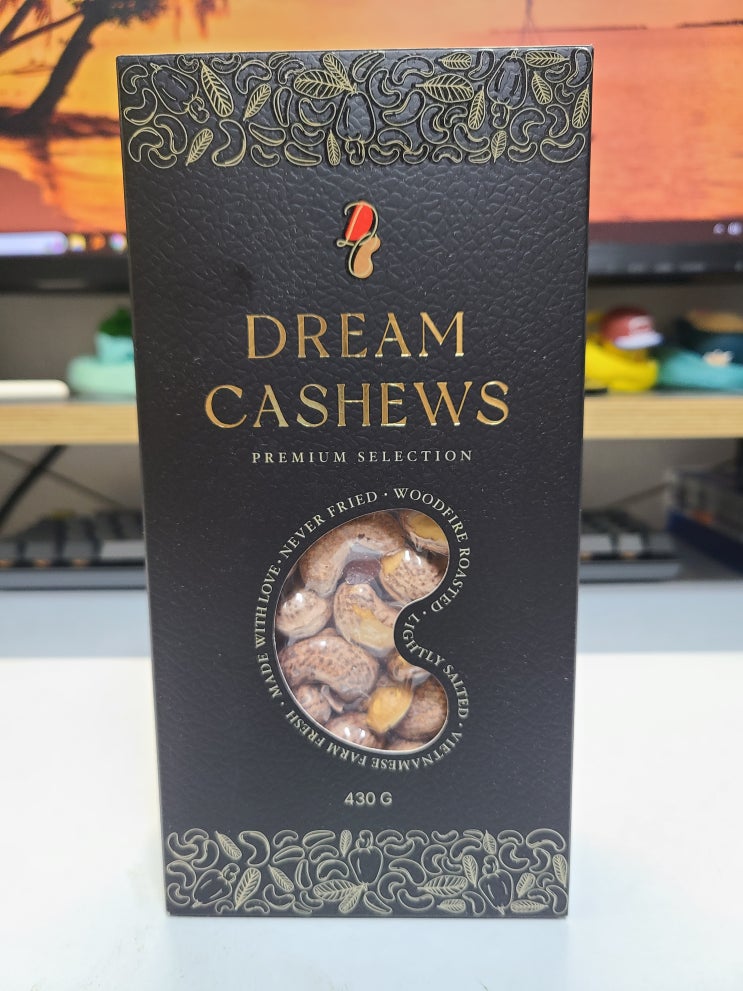 DREAM
CASHEWS
PREMIUM SELECTION
NEVER FRIED · WOODFIRE ROASTED · LIGHTLY SALTED · VIETNAMESE FARM FRESH · MADE WITH LOVE ·
430 G